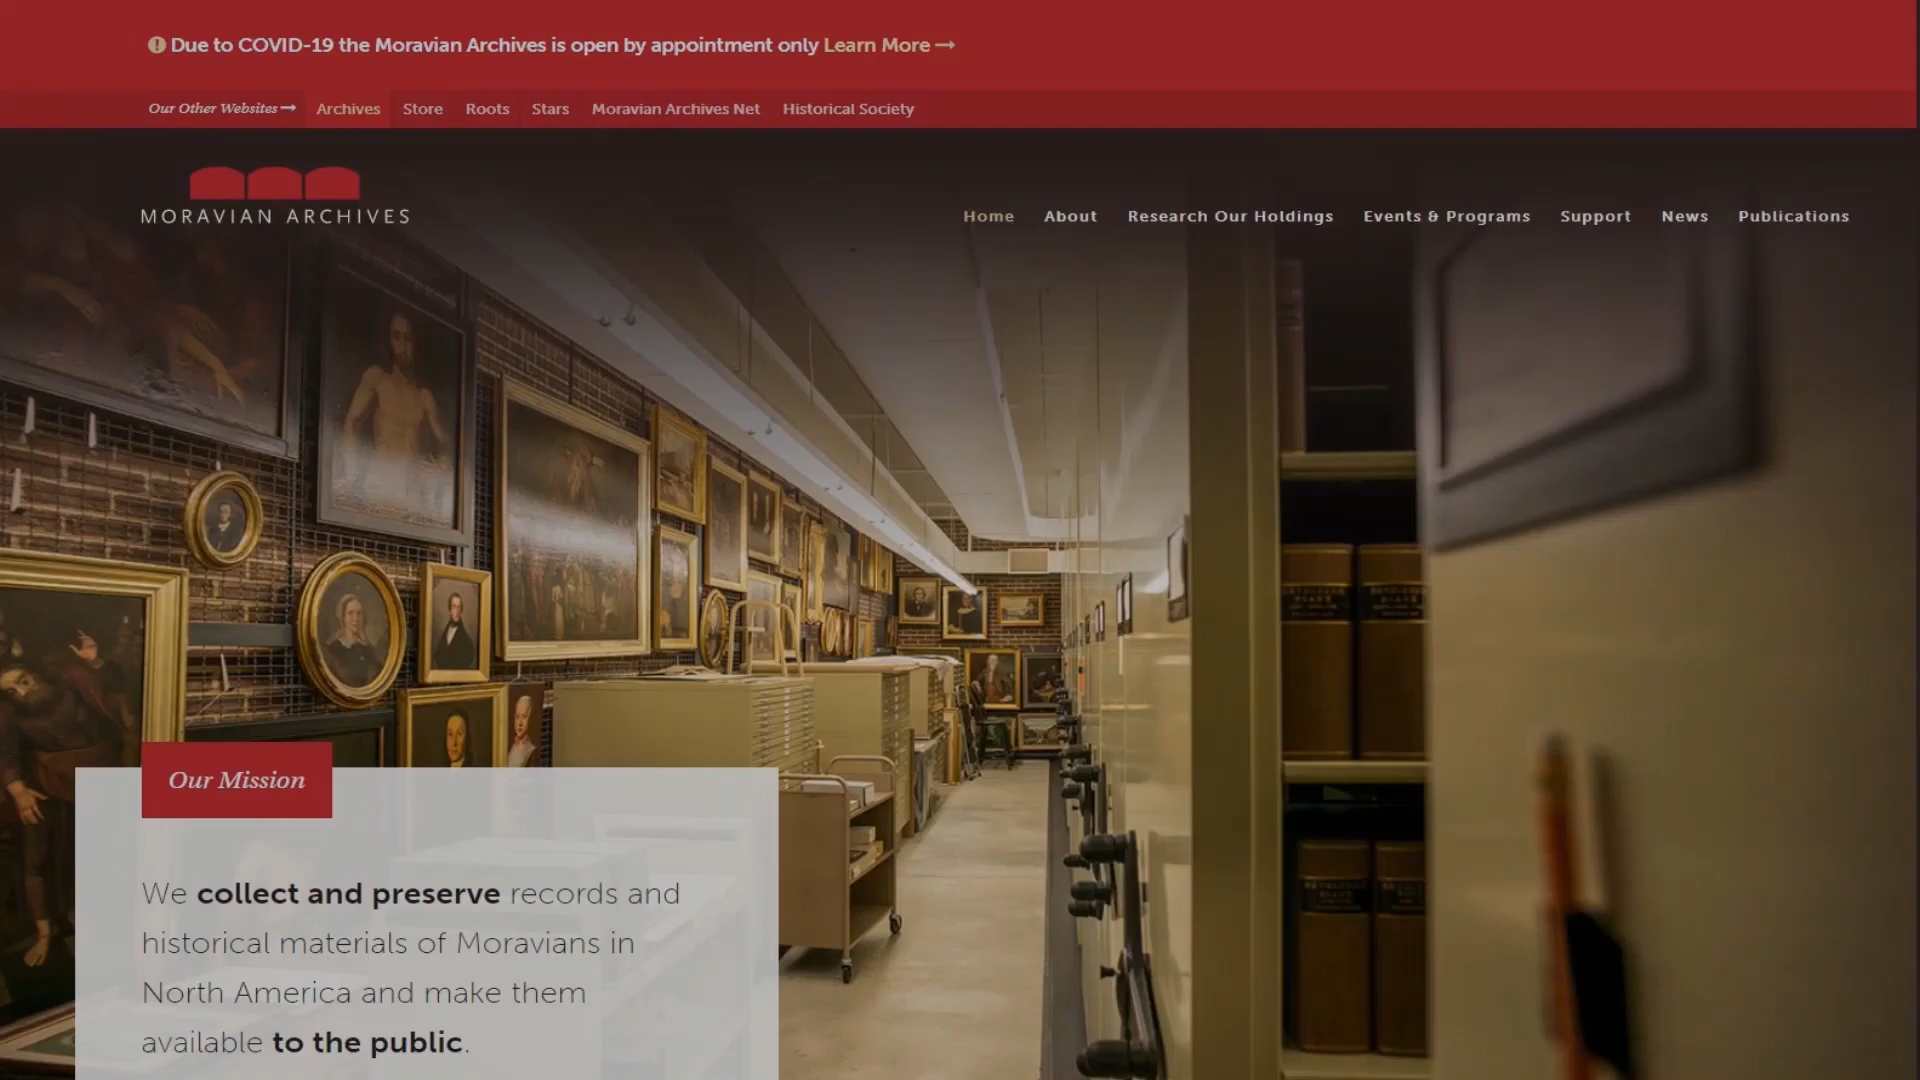 Due to COVID-19 the Moravian Archives is open by appointment only Learn More →
Our Other Websites → Archives Store Roots Stars Moravian Archives Net Historical Society
MORAVIAN ARCHIVES
Home About Research Our Holdings Events & Programs Support News Publications
Our Mission
We collect and preserve records and
historical materials of Moravians in
North America and make them
available to the public.